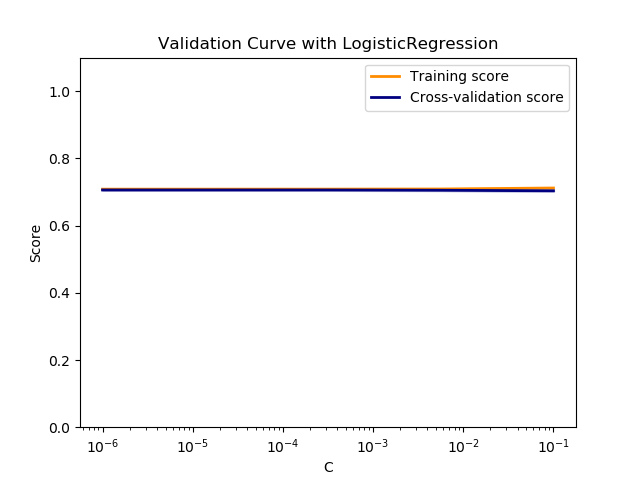 Validation Curve with LogisticRegression
Training score
Cross-validation score
1.0
0.8
0.6
0.4
0.2
0.0
Score
10⁻⁶ 10⁻⁵ 10⁻⁴ 10⁻³ 10⁻² 10⁻¹
C